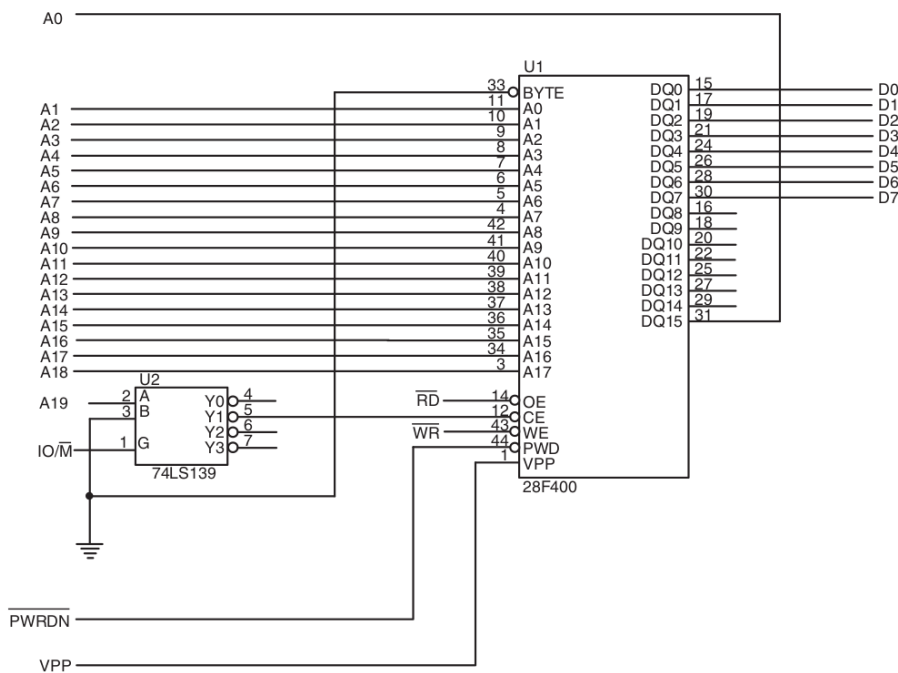 A0
U1
33 BYTE DQ0 15 D0
A1 11 A0 DQ1 17 D1
A2 10 A1 DQ2 19 D2
A3 9 A2 DQ3 21 D3
A4 8 A3 DQ4 24 D4
A5 7 A4 DQ5 26 D5
A6 6 A5 DQ6 28 D6
A7 5 A6 DQ7 30 D7
A8 4 A7 DQ8 16
A9 42 A8 DQ9 18
A10 41 A9 DQ10 20
A11 40 A10 DQ11 22
A12 39 A11 DQ12 25
A13 38 A12 DQ13 27
A14 37 A13 DQ14 29
A15 36 A14 DQ15 31
A16 35 A15
A17 34 A16
A18 3 A17
U2
A19 2 A Y0 4 R̅D̅ 14 OE
3 B Y1 5 12 CE
Y2 6 W̅R̅ 43 WE
IO/M̅ 1 G Y3 7 44 PWD
1 VPP
74LS139
28F400
P̅W̅R̅D̅N̅
VPP